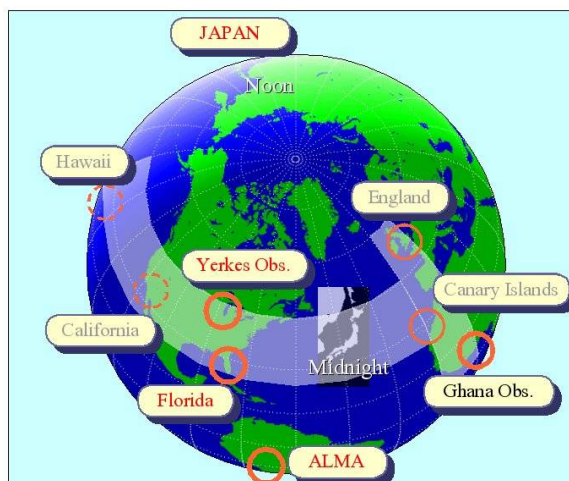 JAPAN
Noon
Hawaii
England
Yerkes Obs.
Canary Islands
California
Midnight
Florida
Ghana Obs.
ALMA